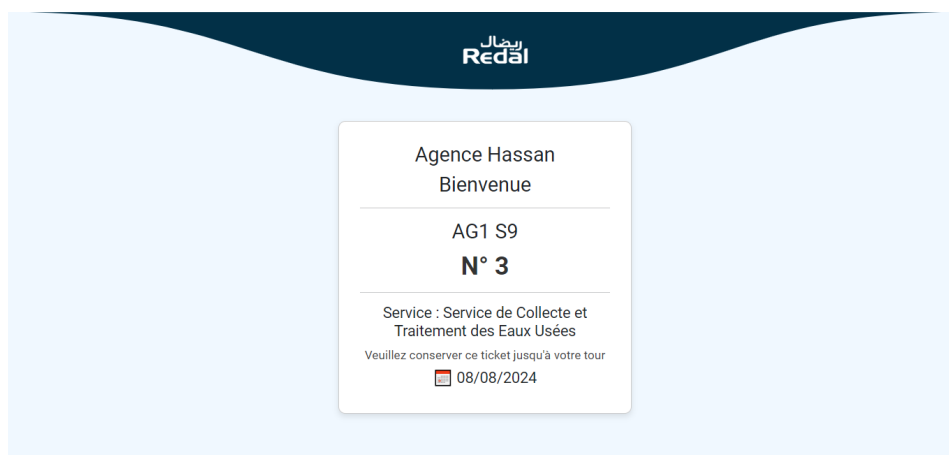 ريضال
Redal
Agence Hassan
Bienvenue
AG1 S9
N° 3
Service : Service de Collecte et
Traitement des Eaux Usées
Veuillez conserver ce ticket jusqu'à votre tour
08/08/2024